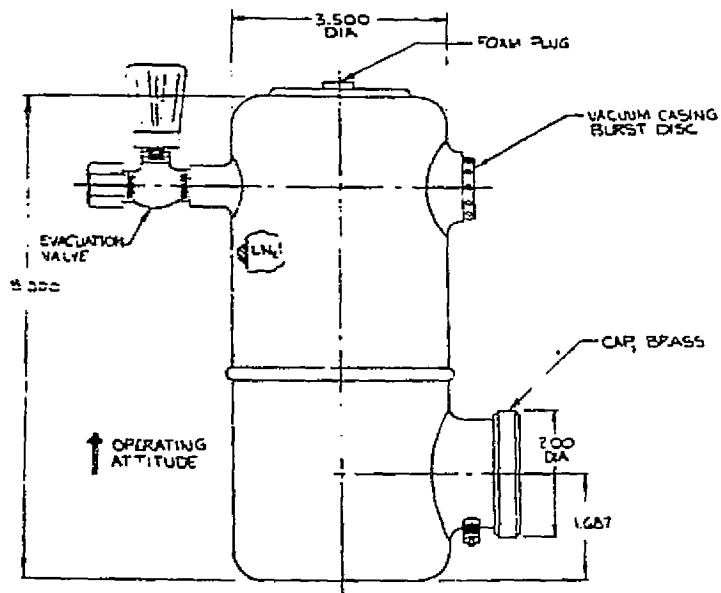 3.500
DIA
FOAM PLUG
VACUUM CASING
BURST DISC
EVACUATION
VALVE
LN₂
CAP, BRASS
OPERATING
ATTITUDE
2.00
DIA
1.687